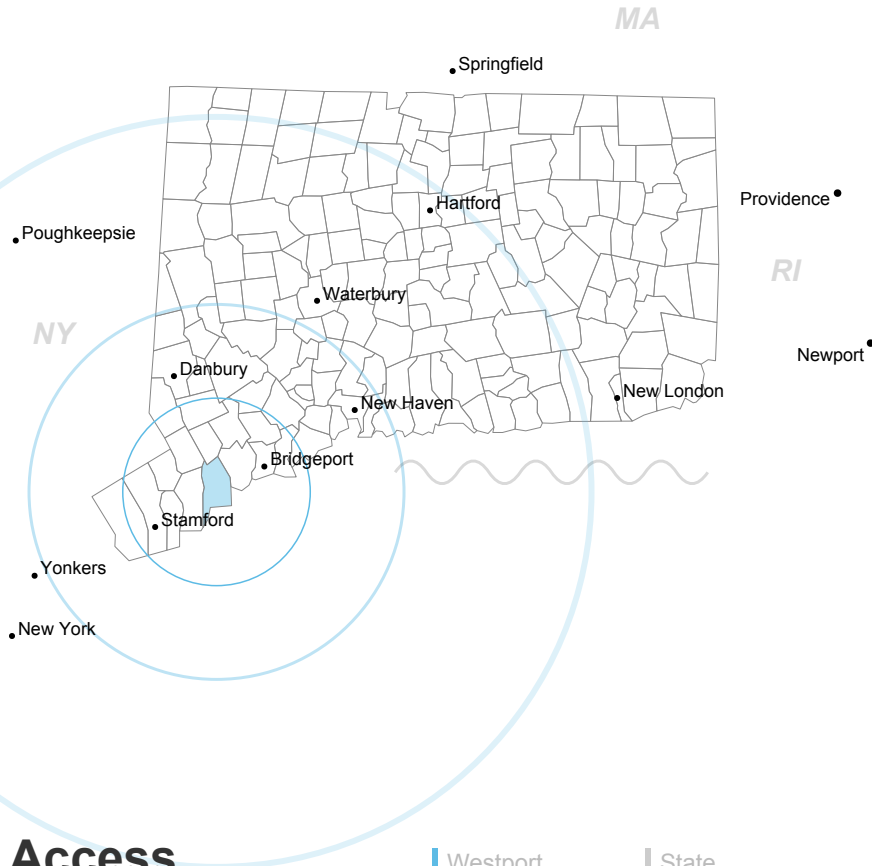 MA
Springfield
Providence
Hartford
Poughkeepsie
RI
Waterbury
NY
Newport
Danbury
New London
New Haven
Bridgeport
Stamford
Yonkers
New York
Access
Westport
State